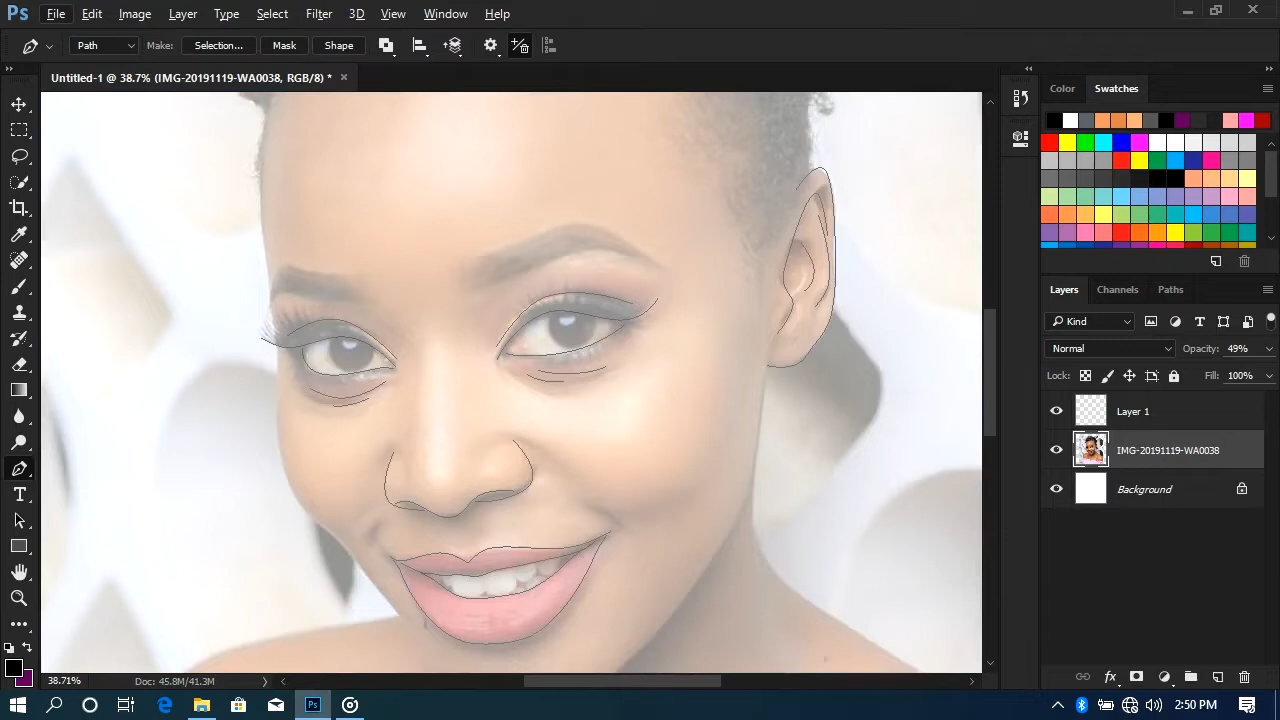 Ps File Edit Image Layer Type Select Filter 3D View Window Help
Path Make: Selection... Mask Shape
Untitled-1 @ 38.7% (IMG-20191119-WA0038, RGB/8) *
Color Swatches
Layers Channels Paths
Kind
Normal Opacity: 49%
Lock: Fill: 100%
Layer 1
IMG-20191119-WA0038
Background
38.71% Doc: 45.8M/41.3M
Ps 2:50 PM